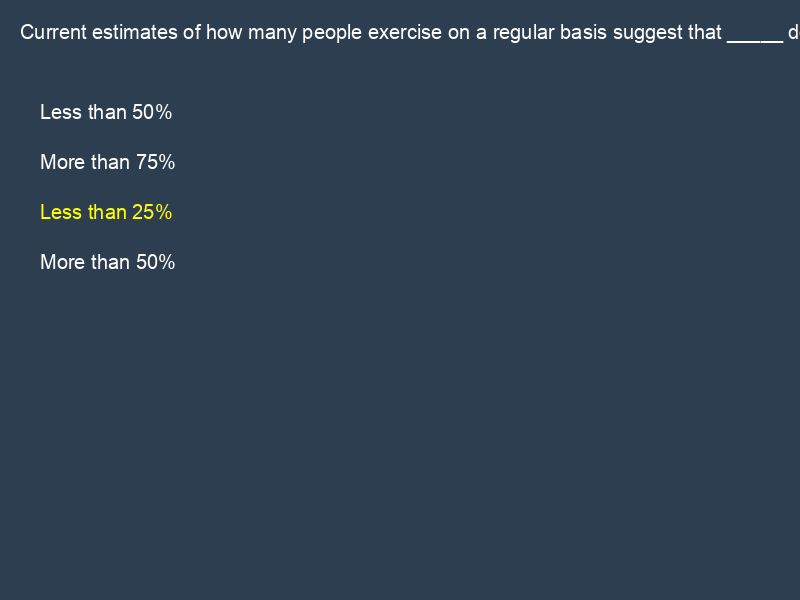 Current estimates of how many people exercise on a regular basis suggest that _____
Less than 50%
More than 75%
Less than 25%
More than 50%